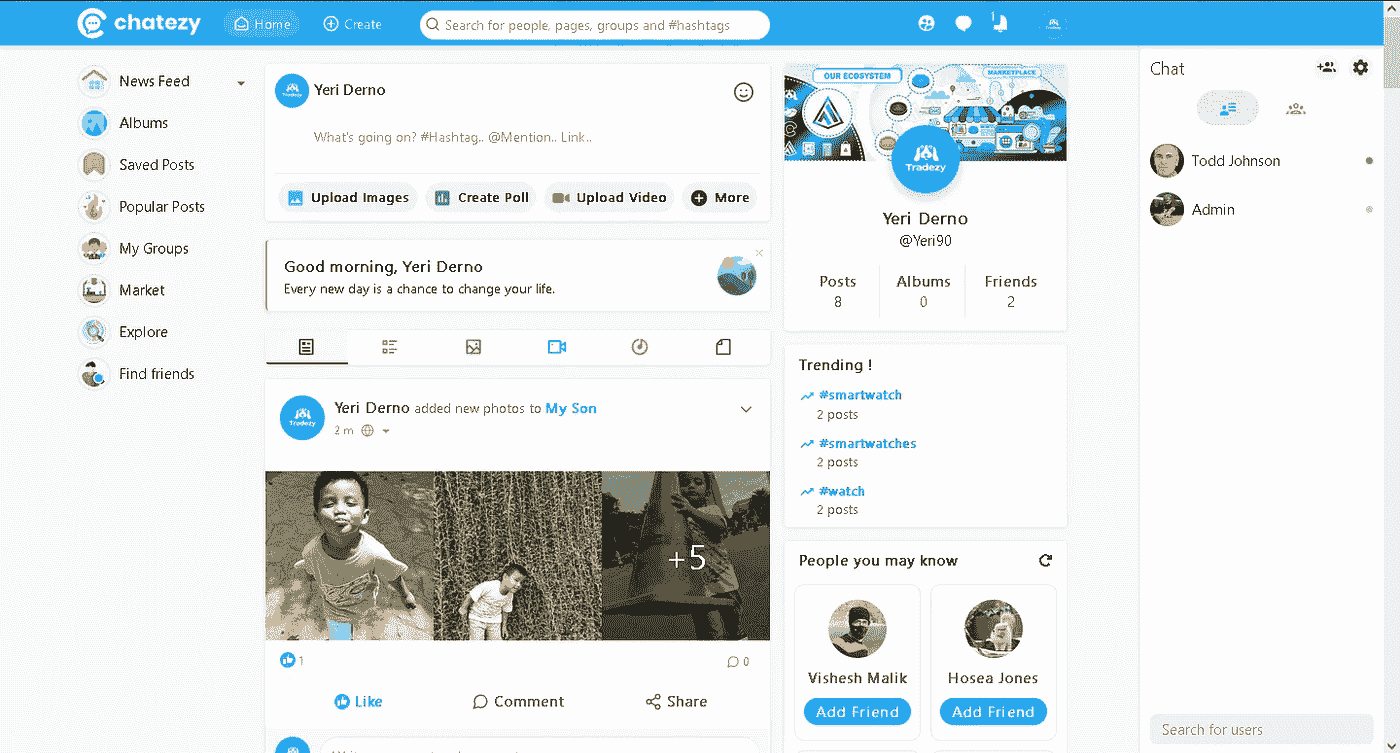 chatezy
Home
Create
Search for people, pages, groups and #hashtags
1
News Feed
Albums
Saved Posts
Popular Posts
My Groups
Market
Explore
Find friends
Yeri Derno
What's going on? #Hashtag.. @Mention.. Link..
Upload Images
Create Poll
Upload Video
More
Good morning, Yeri Derno
Every new day is a chance to change your life.
Yeri Derno added new photos to My Son
Tradezy
2 m
+5
1
0
Like
Comment
Share
OUR ECOSYSTEM
MARKETPLACE
Tradezy
Yeri Derno
@Yeri90
Posts
8
Albums
0
Friends
2
Trending !
#smartwatch
2 posts
#smartwatches
2 posts
#watch
2 posts
People you may know
Vishesh Malik
Add Friend
Hosea Jones
Add Friend
Chat
Todd Johnson
Admin
Search for users